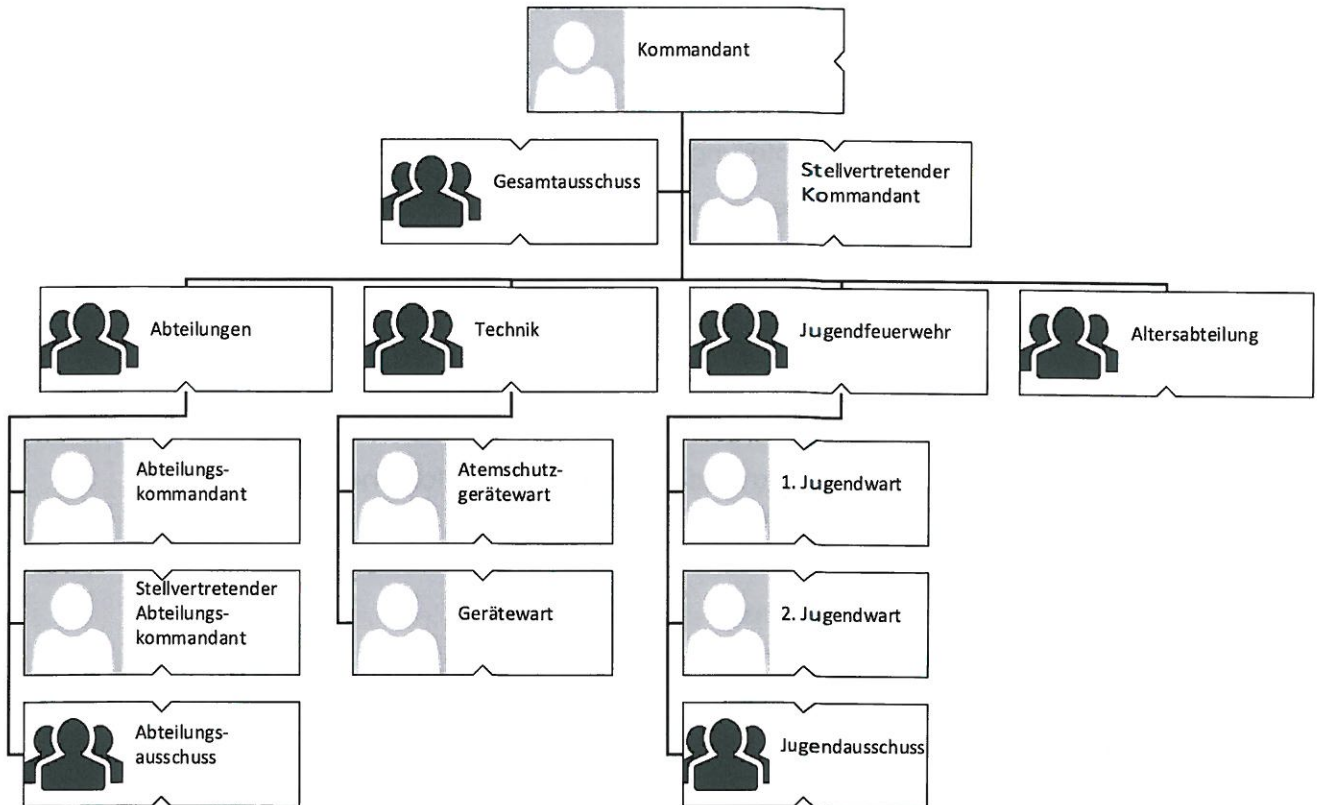 Kommandant
Gesamtausschuss
Stellvertretender
Kommandant
Abteilungen
Technik
Jugendfeuerwehr
Altersabteilung
Abteilungs-
kommandant
Atemschutz-
gerätewart
1. Jugendwart
Stellvertretender
Abteilungs-
kommandant
Gerätewart
2. Jugendwart
Abteilungs-
ausschuss
Jugendausschuss